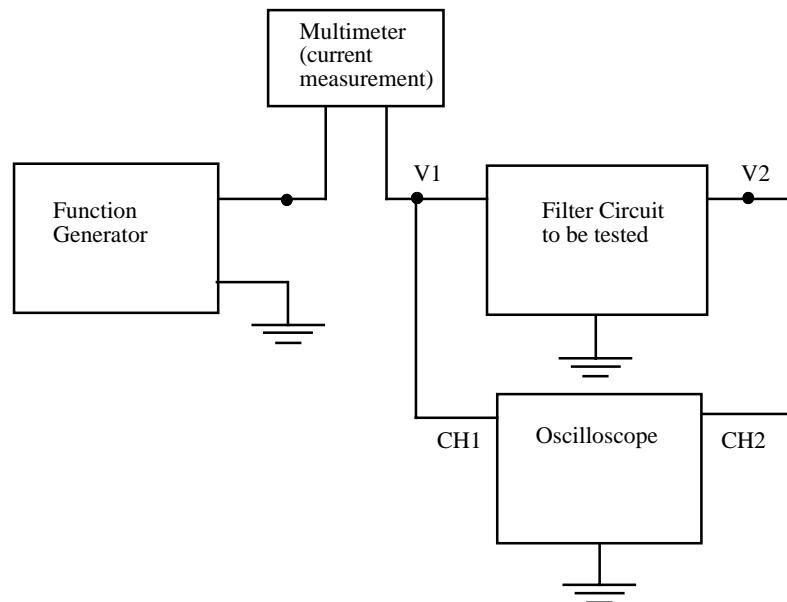 Multimeter
(current
measurement)
V1
V2
Function
Generator
Filter Circuit
to be tested
CH1
Oscilloscope
CH2